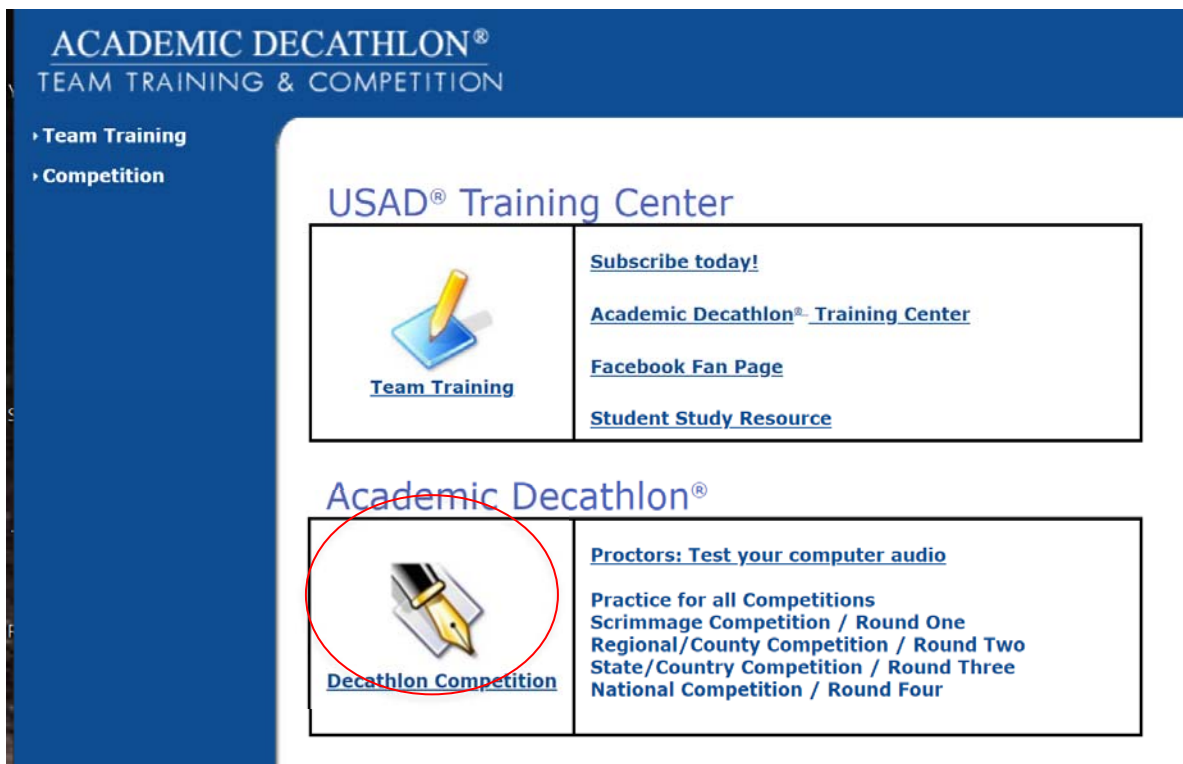 ACADEMIC DECATHLON®
TEAM TRAINING & COMPETITION
Team Training
Competition
USAD® Training Center
Team Training
Subscribe today!
Academic Decathlon® Training Center
Facebook Fan Page
Student Study Resource
Academic Decathlon®
Decathlon Competition
Proctors: Test your computer audio
Practice for all Competitions
Scrimmage Competition / Round One
Regional/County Competition / Round Two
State/Country Competition / Round Three
National Competition / Round Four